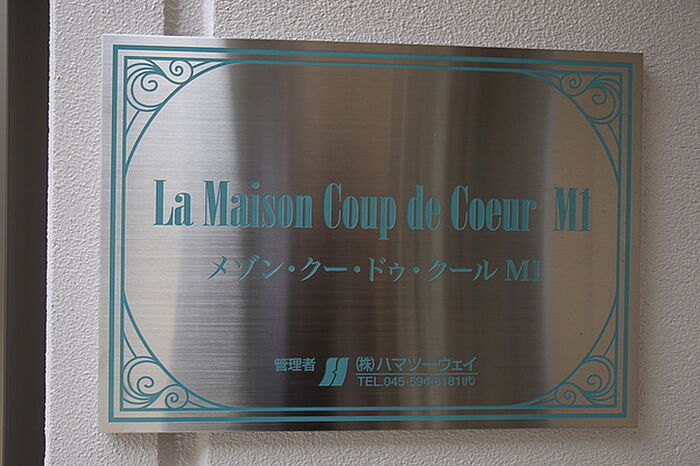 La Maison Coup de Coeur M1
メゾン・クー・ドゥ・クール M1
管理者 (株)ハマツーウェイ
TEL.045-594-8181㈹